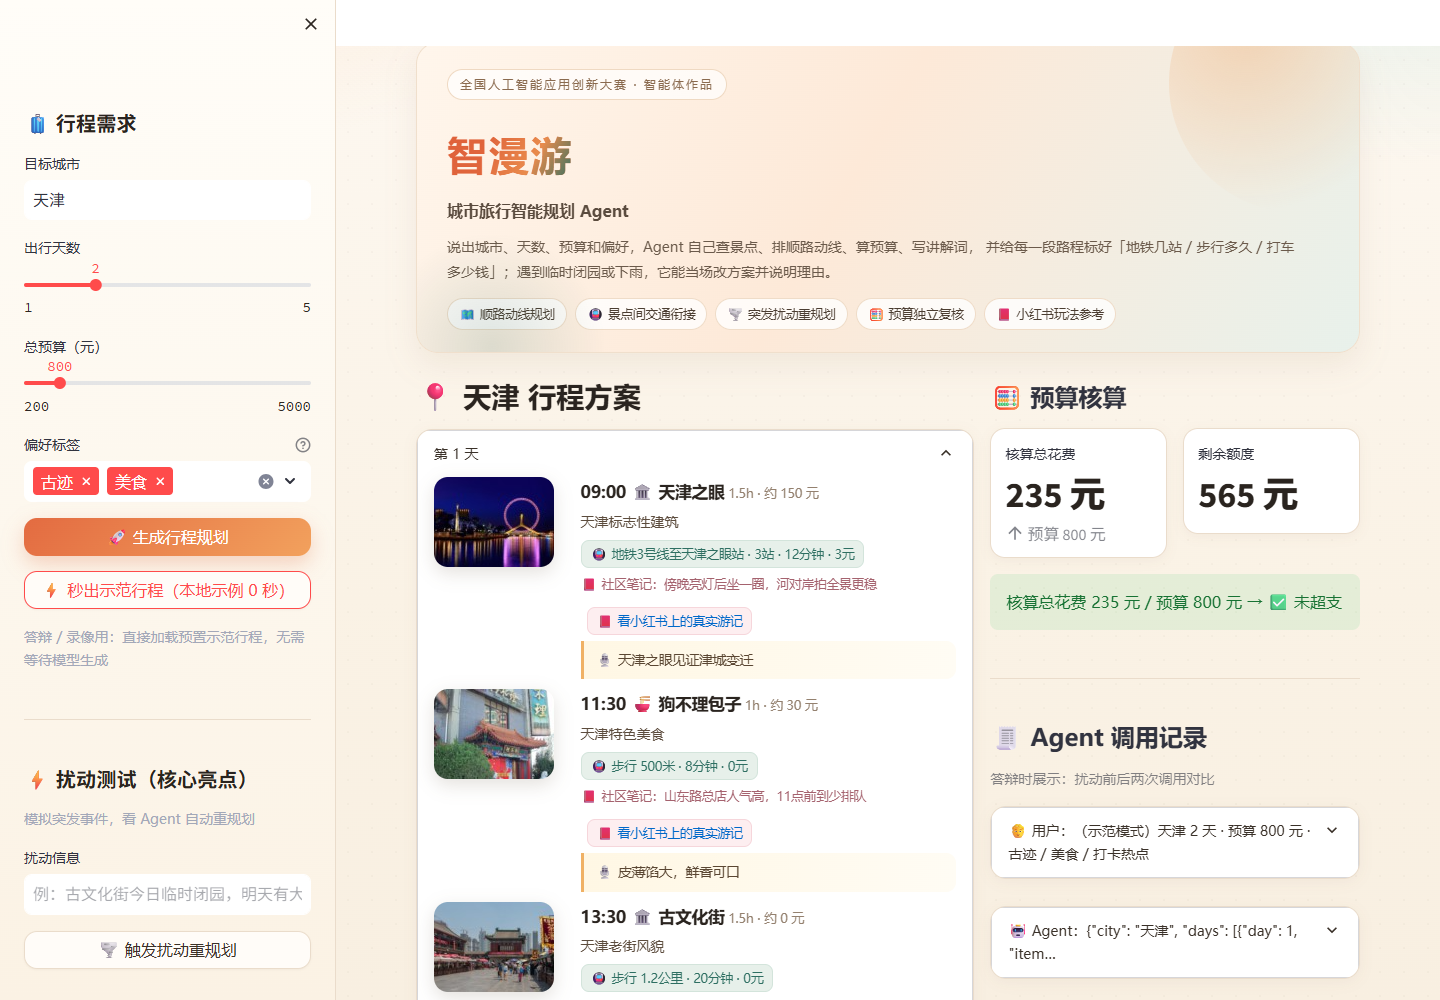 行程需求
目标城市
天津
出行天数
2
1
5
总预算（元）
800
200
5000
偏好标签
古迹
美食
生成行程规划
秒出示范行程（本地示例 0 秒）
答辩 / 录像用：直接加载预置示范行程，无需
等待模型生成
扰动测试（核心亮点）
模拟突发事件，看 Agent 自动重规划
扰动信息
例：古文化街今日临时闭园，明天有大
触发扰动重规划
全国人工智能应用创新大赛 · 智能体作品
智漫游
城市旅行智能规划 Agent
说出城市、天数、预算和偏好，Agent 自己查景点、排顺路动线、算预算、写讲解词， 并给每一段路程标好「地铁几站 / 步行多久 / 打车
多少钱」；遇到临时闭园或下雨，它能当场改方案并说明理由。
顺路动线规划
景点间交通衔接
突发扰动重规划
预算独立复核
小红书玩法参考
天津 行程方案
第 1 天
09:00 天津之眼 1.5h · 约 150 元
天津标志性建筑
地铁3号线至天津之眼站 · 3站 · 12分钟 · 3元
社区笔记：傍晚亮灯后坐一圈，河对岸拍全景更稳
看小红书上的真实游记
天津之眼见证津城变迁
11:30 狗不理包子 1h · 约 30 元
天津特色美食
步行 500米 · 8分钟 · 0元
社区笔记：山东路总店人气高，11点前到少排队
看小红书上的真实游记
皮薄馅大，鲜香可口
13:30 古文化街 1.5h · 约 0 元
天津老街风貌
步行 1.2公里 · 20分钟 · 0元
预算核算
核算总花费
235 元
预算 800 元
剩余额度
565 元
核算总花费 235 元 / 预算 800 元 → ✅ 未超支
Agent 调用记录
答辩时展示：扰动前后两次调用对比
用户：（示范模式）天津 2 天 · 预算 800 元 ·
古迹 / 美食 / 打卡热点
Agent：{"city": "天津", "days": [{"day": 1,
"item...